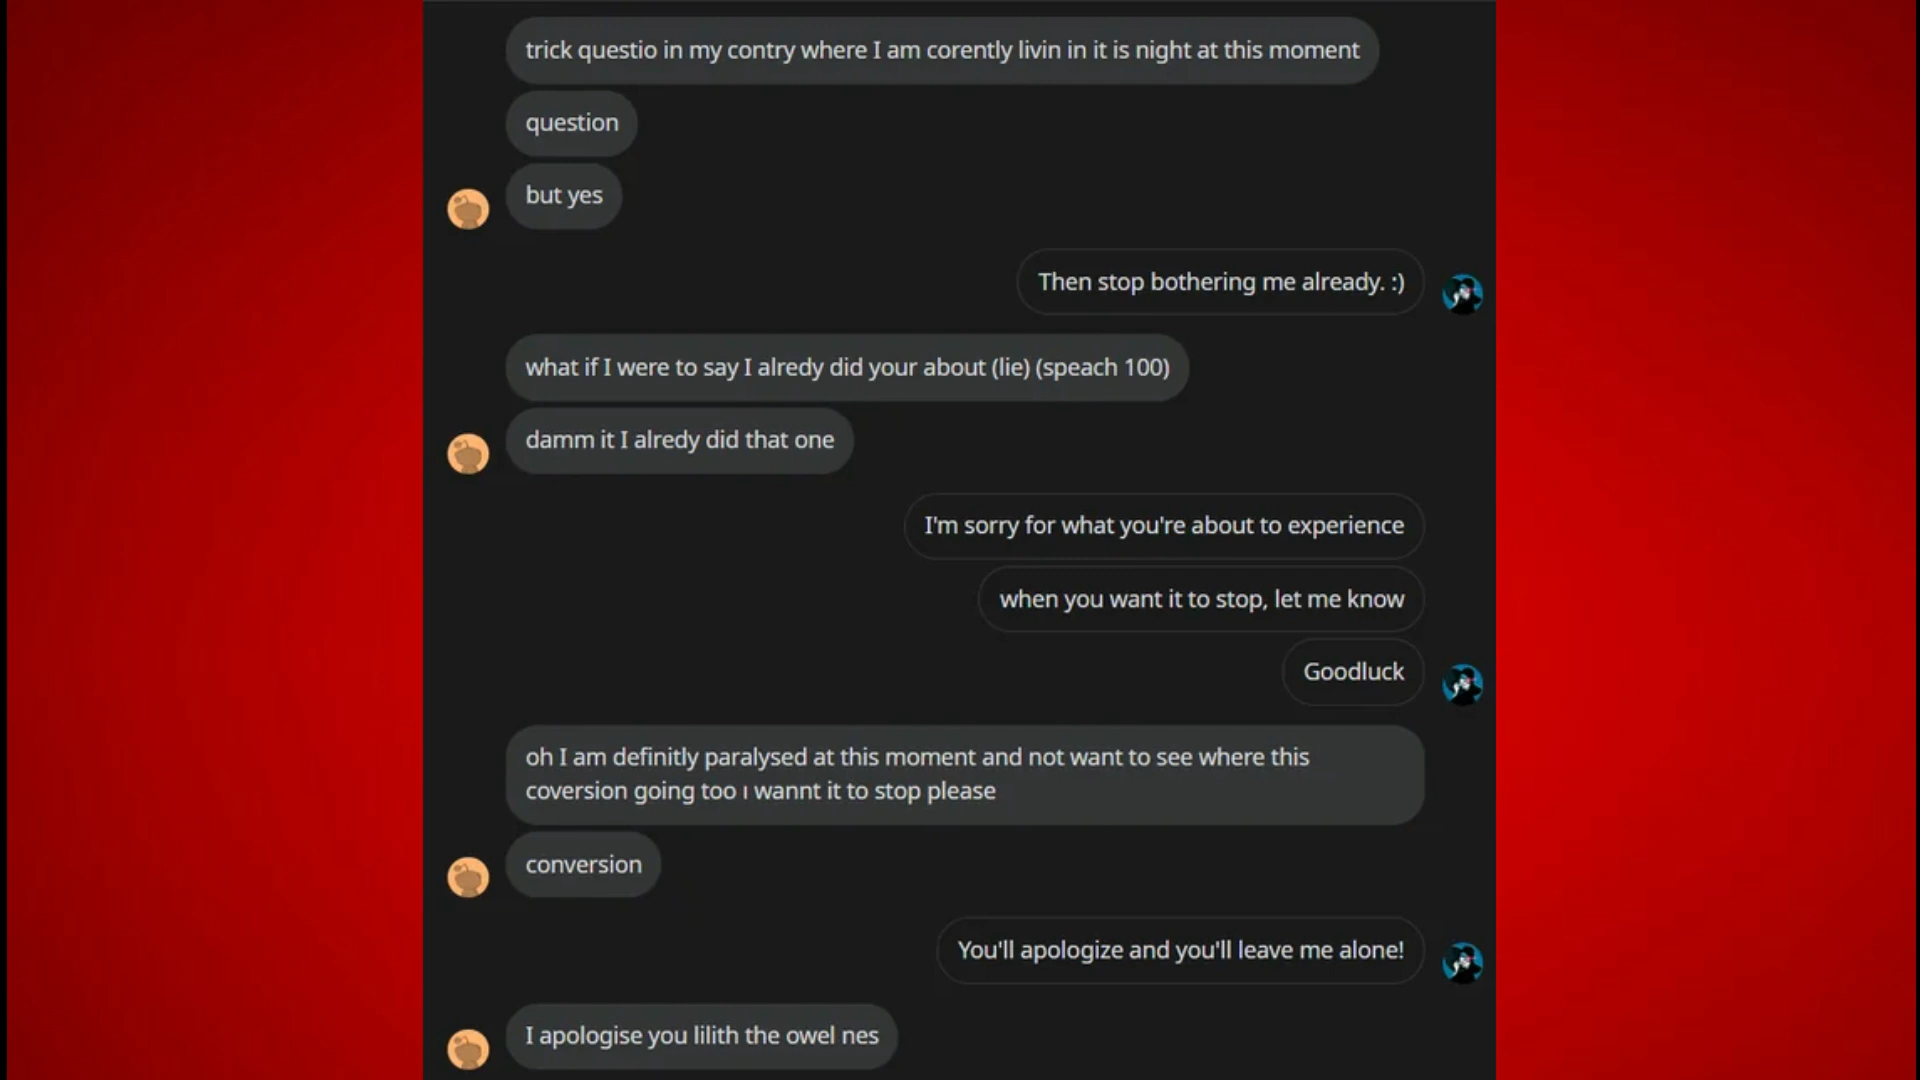 trick questio in my contry where I am corently livin in it is night at this moment
question
but yes
Then stop bothering me already. :)
what if I were to say I alredy did your about (lie) (speach 100)
damm it I alredy did that one
I'm sorry for what you're about to experience
when you want it to stop, let me know
Goodluck
oh I am definitly paralysed at this moment and not want to see where this
coversion going too ı wannt it to stop please
conversion
You'll apologize and you'll leave me alone!
I apologise you lilith the owel nes